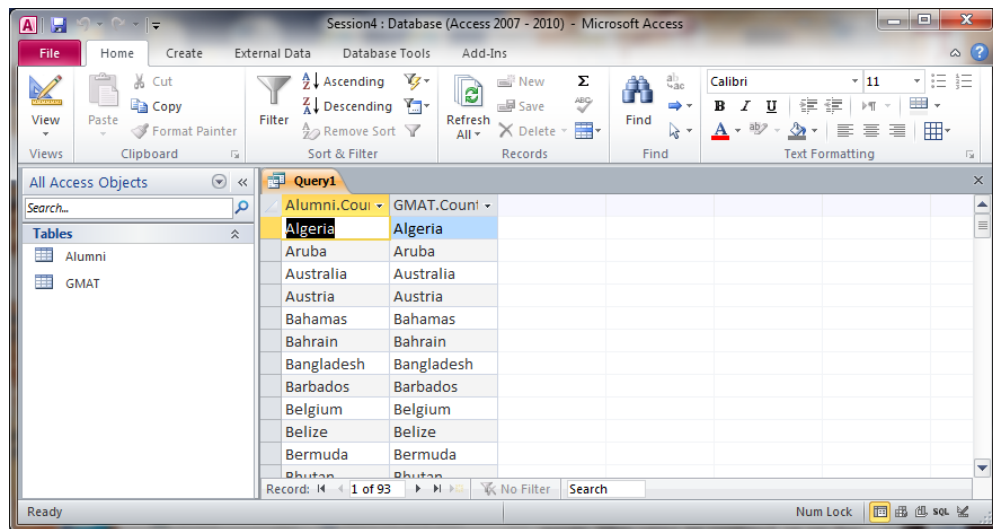 Session4 : Database (Access 2007 - 2010) - Microsoft Access
File Home Create External Data Database Tools Add-Ins
View
Views
Paste
Cut
Copy
Format Painter
Clipboard
Filter
Ascending
Descending
Remove Sort
Sort & Filter
Refresh All
New
Save
Delete
Records
Find
Find
Calibri 11
B I U
Text Formatting
All Access Objects
Search...
Tables
Alumni
GMAT
Query1
Alumni.Cou GMAT.Count
Algeria Algeria
Aruba Aruba
Australia Australia
Austria Austria
Bahamas Bahamas
Bahrain Bahrain
Bangladesh Bangladesh
Barbados Barbados
Belgium Belgium
Belize Belize
Bermuda Bermuda
Bhutan Bhutan
Record: 1 of 93 No Filter Search
Ready Num Lock SQL